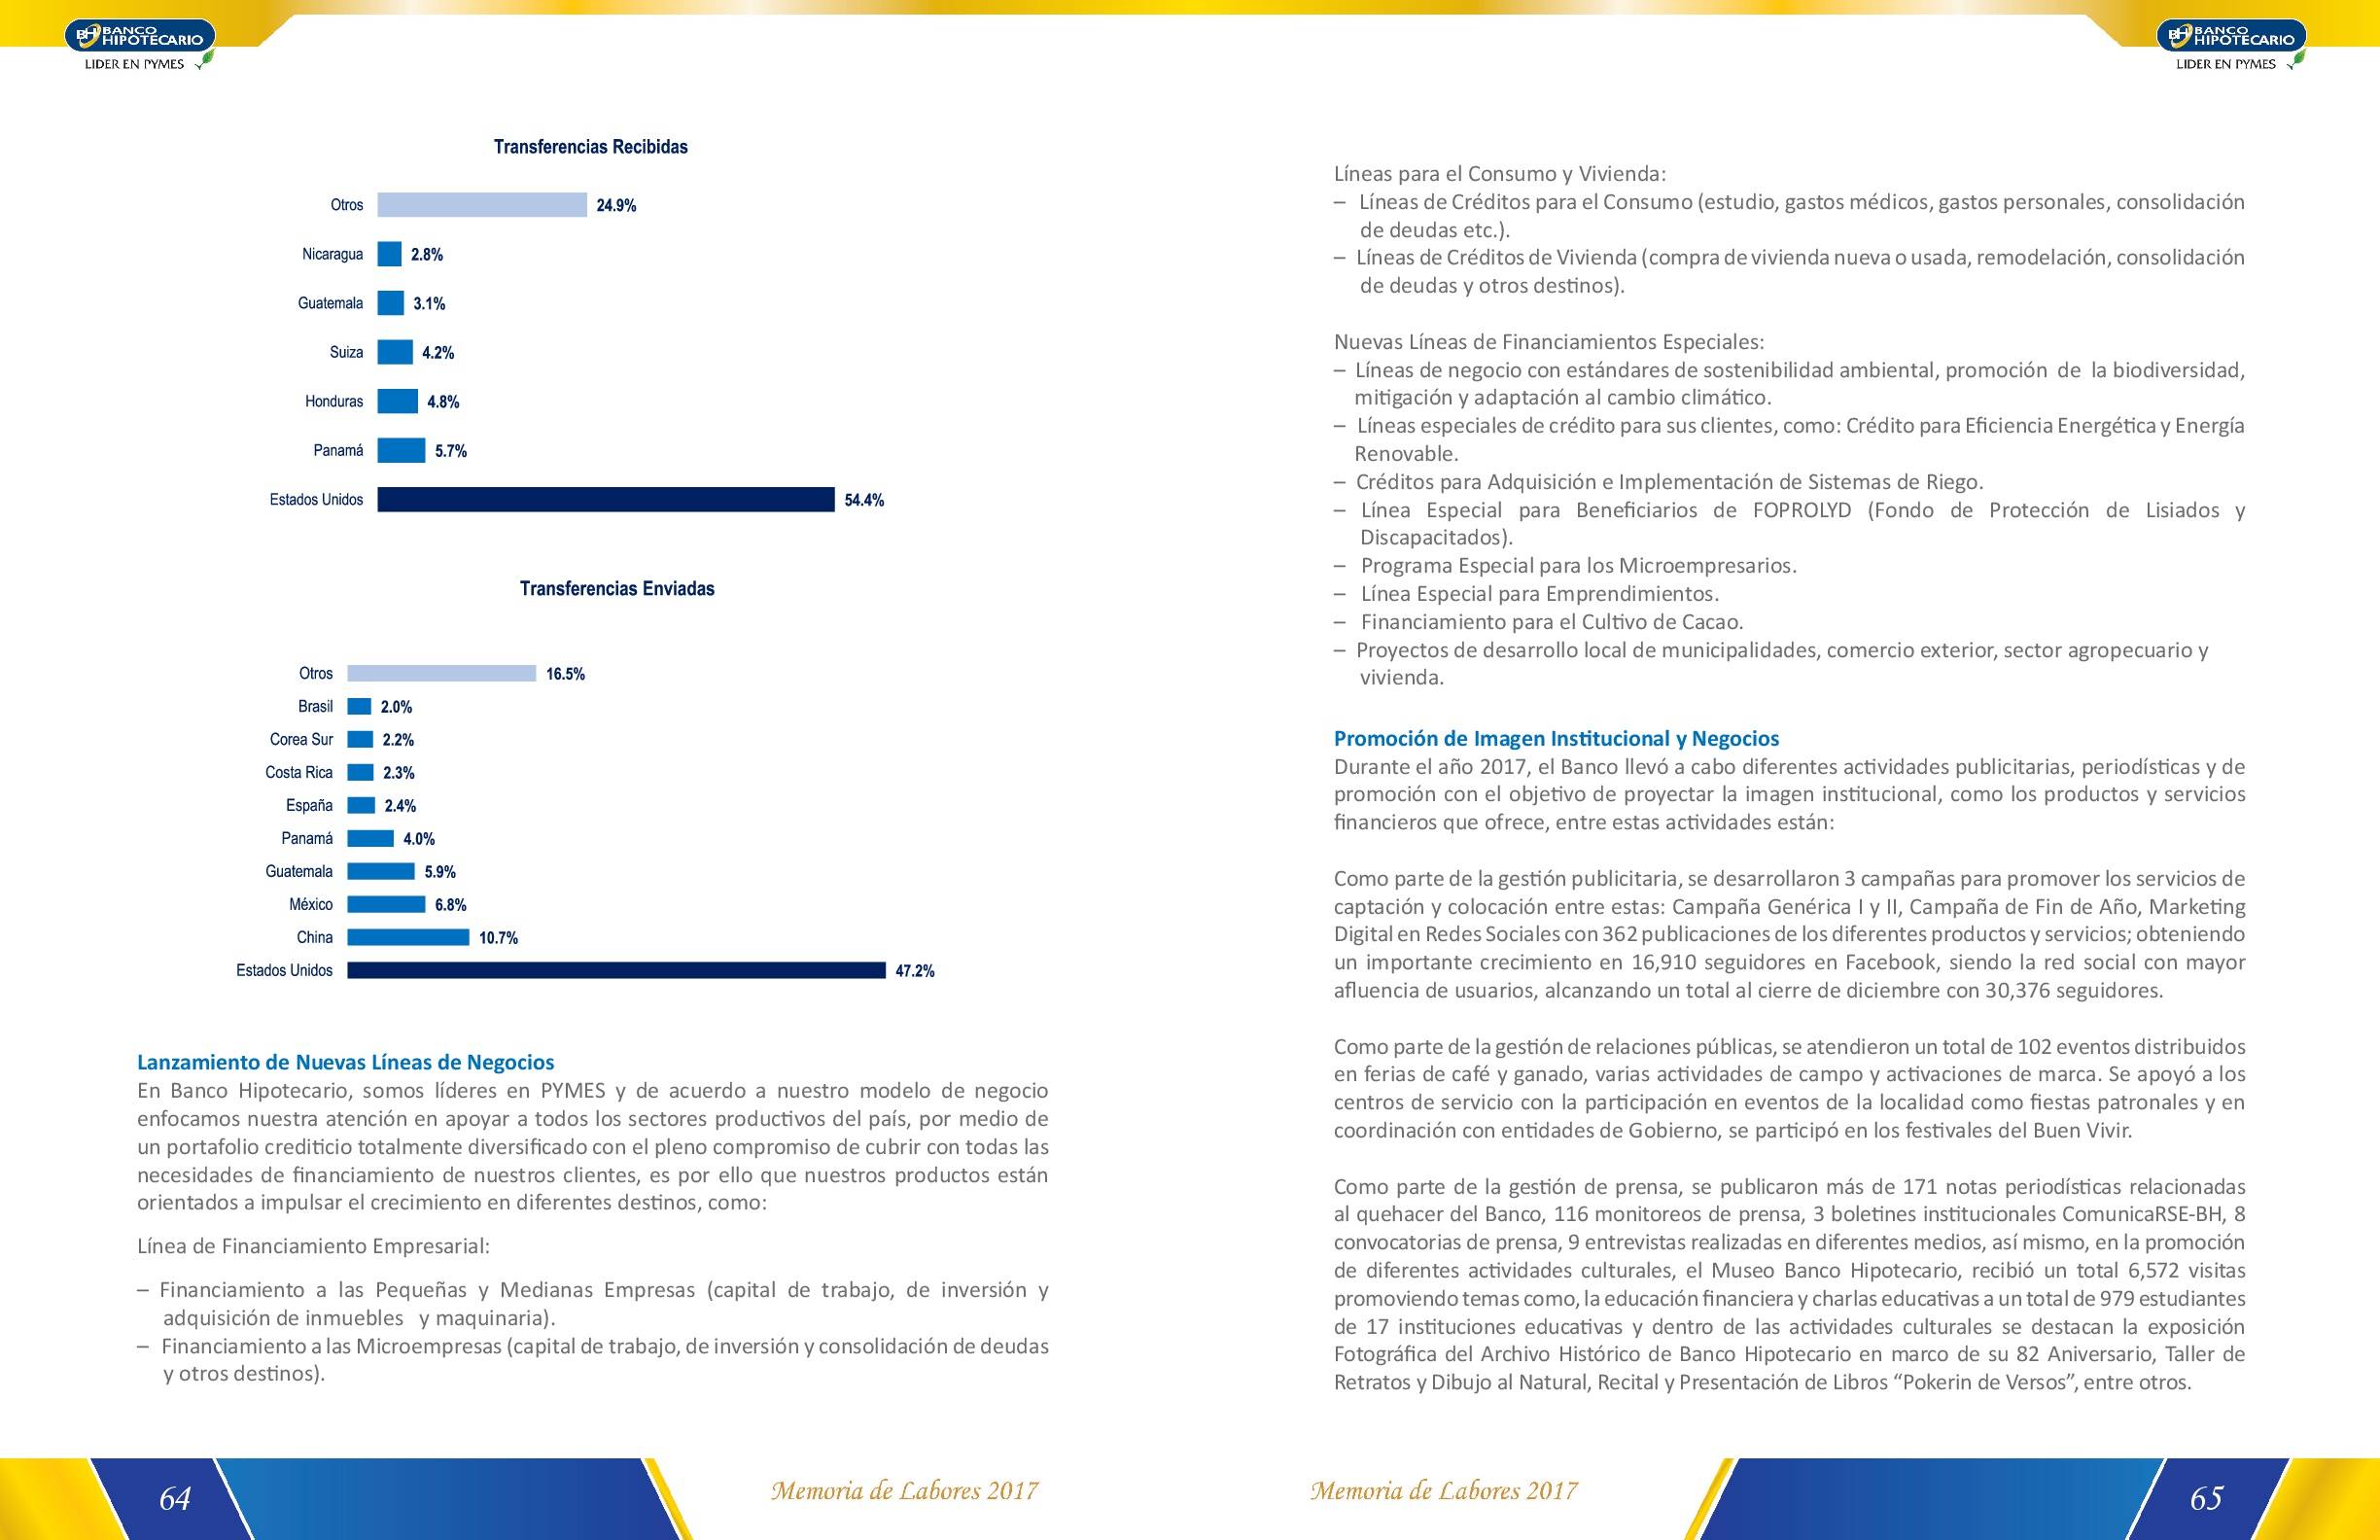 BH BANCO
HIPOTECARIO
LIDER EN PYMES
Transferencias Recibidas
Otros 24.9%
Nicaragua 2.8%
Guatemala 3.1%
Suiza 4.2%
Honduras 4.8%
Panamá 5.7%
Estados Unidos 54.4%
Transferencias Enviadas
Otros 16.5%
Brasil 2.0%
Corea Sur 2.2%
Costa Rica 2.3%
España 2.4%
Panamá 4.0%
Guatemala 5.9%
México 6.8%
China 10.7%
Estados Unidos 47.2%
Lanzamiento de Nuevas Líneas de Negocios
En Banco Hipotecario, somos líderes en PYMES y de acuerdo a nuestro modelo de negocio
enfocamos nuestra atención en apoyar a todos los sectores productivos del país, por medio de
un portafolio crediticio totalmente diversificado con el pleno compromiso de cubrir con todas las
necesidades de financiamiento de nuestros clientes, es por ello que nuestros productos están
orientados a impulsar el crecimiento en diferentes destinos, como:
Línea de Financiamiento Empresarial:
– Financiamiento a las Pequeñas y Medianas Empresas (capital de trabajo, de inversión y
adquisición de inmuebles y maquinaria).
– Financiamiento a las Microempresas (capital de trabajo, de inversión y consolidación de deudas
y otros destinos).
64
Memoria de Labores 2017
BH BANCO
HIPOTECARIO
LIDER EN PYMES
Líneas para el Consumo y Vivienda:
– Líneas de Créditos para el Consumo (estudio, gastos médicos, gastos personales, consolidación
de deudas etc.).
– Líneas de Créditos de Vivienda (compra de vivienda nueva o usada, remodelación, consolidación
de deudas y otros destinos).
Nuevas Líneas de Financiamientos Especiales:
– Líneas de negocio con estándares de sostenibilidad ambiental, promoción de la biodiversidad,
mitigación y adaptación al cambio climático.
– Líneas especiales de crédito para sus clientes, como: Crédito para Eficiencia Energética y Energía
Renovable.
– Créditos para Adquisición e Implementación de Sistemas de Riego.
– Línea Especial para Beneficiarios de FOPROLYD (Fondo de Protección de Lisiados y
Discapacitados).
– Programa Especial para los Microempresarios.
– Línea Especial para Emprendimientos.
– Financiamiento para el Cultivo de Cacao.
– Proyectos de desarrollo local de municipalidades, comercio exterior, sector agropecuario y
vivienda.
Promoción de Imagen Institucional y Negocios
Durante el año 2017, el Banco llevó a cabo diferentes actividades publicitarias, periodísticas y de
promoción con el objetivo de proyectar la imagen institucional, como los productos y servicios
financieros que ofrece, entre estas actividades están:
Como parte de la gestión publicitaria, se desarrollaron 3 campañas para promover los servicios de
captación y colocación entre estas: Campaña Genérica I y II, Campaña de Fin de Año, Marketing
Digital en Redes Sociales con 362 publicaciones de los diferentes productos y servicios; obteniendo
un importante crecimiento en 16,910 seguidores en Facebook, siendo la red social con mayor
afluencia de usuarios, alcanzando un total al cierre de diciembre con 30,376 seguidores.
Como parte de la gestión de relaciones públicas, se atendieron un total de 102 eventos distribuidos
en ferias de café y ganado, varias actividades de campo y activaciones de marca. Se apoyó a los
centros de servicio con la participación en eventos de la localidad como fiestas patronales y en
coordinación con entidades de Gobierno, se participó en los festivales del Buen Vivir.
Como parte de la gestión de prensa, se publicaron más de 171 notas periodísticas relacionadas
al quehacer del Banco, 116 monitoreos de prensa, 3 boletines institucionales ComunicaRSE-BH, 8
convocatorias de prensa, 9 entrevistas realizadas en diferentes medios, así mismo, en la promoción
de diferentes actividades culturales, el Museo Banco Hipotecario, recibió un total 6,572 visitas
promoviendo temas como, la educación financiera y charlas educativas a un total de 979 estudiantes
de 17 instituciones educativas y dentro de las actividades culturales se destacan la exposición
Fotográfica del Archivo Histórico de Banco Hipotecario en marco de su 82 Aniversario, Taller de
Retratos y Dibujo al Natural, Recital y Presentación de Libros “Pokerin de Versos”, entre otros.
Memoria de Labores 2017
65